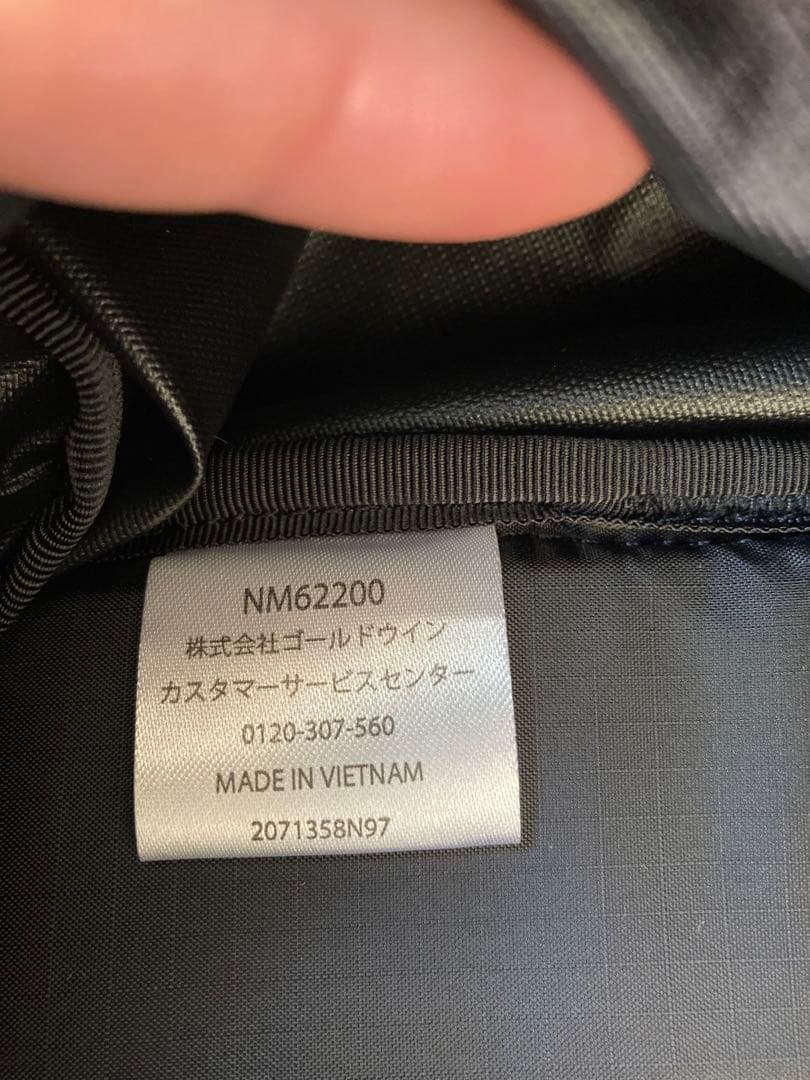 NM62200
株式会社ゴールドウイン
カスタマーサービスセンター
0120-307-560
MADE IN VIETNAM
2071358N97